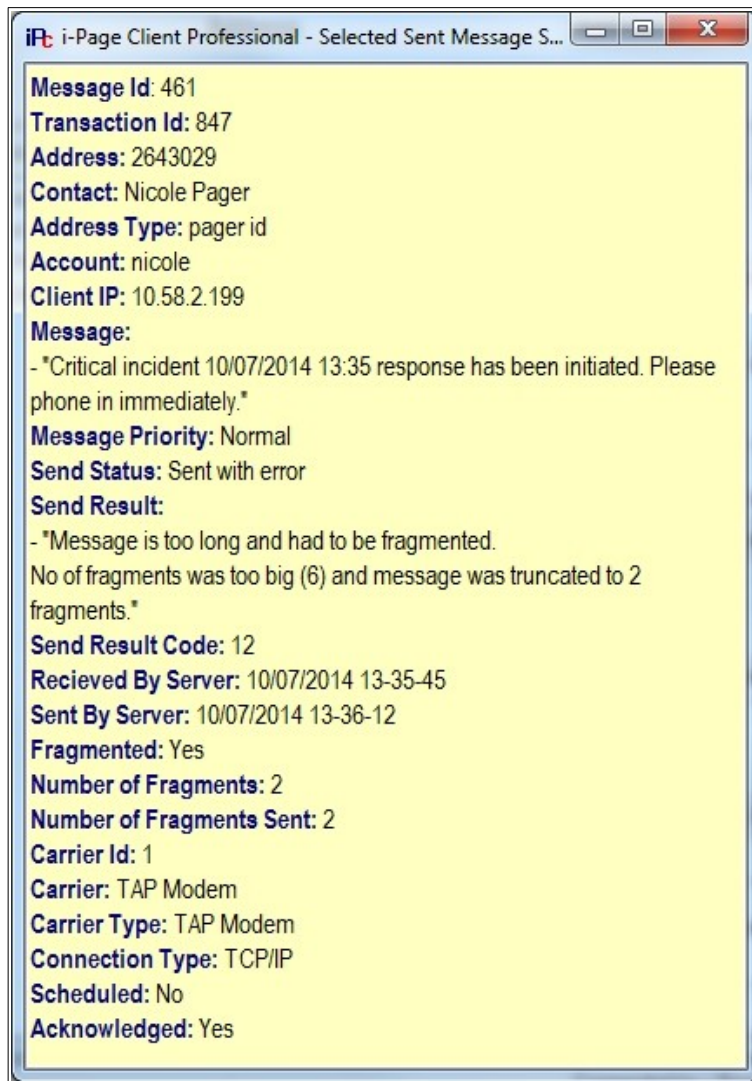 iPc i-Page Client Professional - Selected Sent Message S...
Message Id: 461
Transaction Id: 847
Address: 2643029
Contact: Nicole Pager
Address Type: pager id
Account: nicole
Client IP: 10.58.2.199
Message:
- "Critical incident 10/07/2014 13:35 response has been initiated. Please
phone in immediately."
Message Priority: Normal
Send Status: Sent with error
Send Result:
- "Message is too long and had to be fragmented.
No of fragments was too big (6) and message was truncated to 2
fragments."
Send Result Code: 12
Recieved By Server: 10/07/2014 13-35-45
Sent By Server: 10/07/2014 13-36-12
Fragmented: Yes
Number of Fragments: 2
Number of Fragments Sent: 2
Carrier Id: 1
Carrier: TAP Modem
Carrier Type: TAP Modem
Connection Type: TCP/IP
Scheduled: No
Acknowledged: Yes